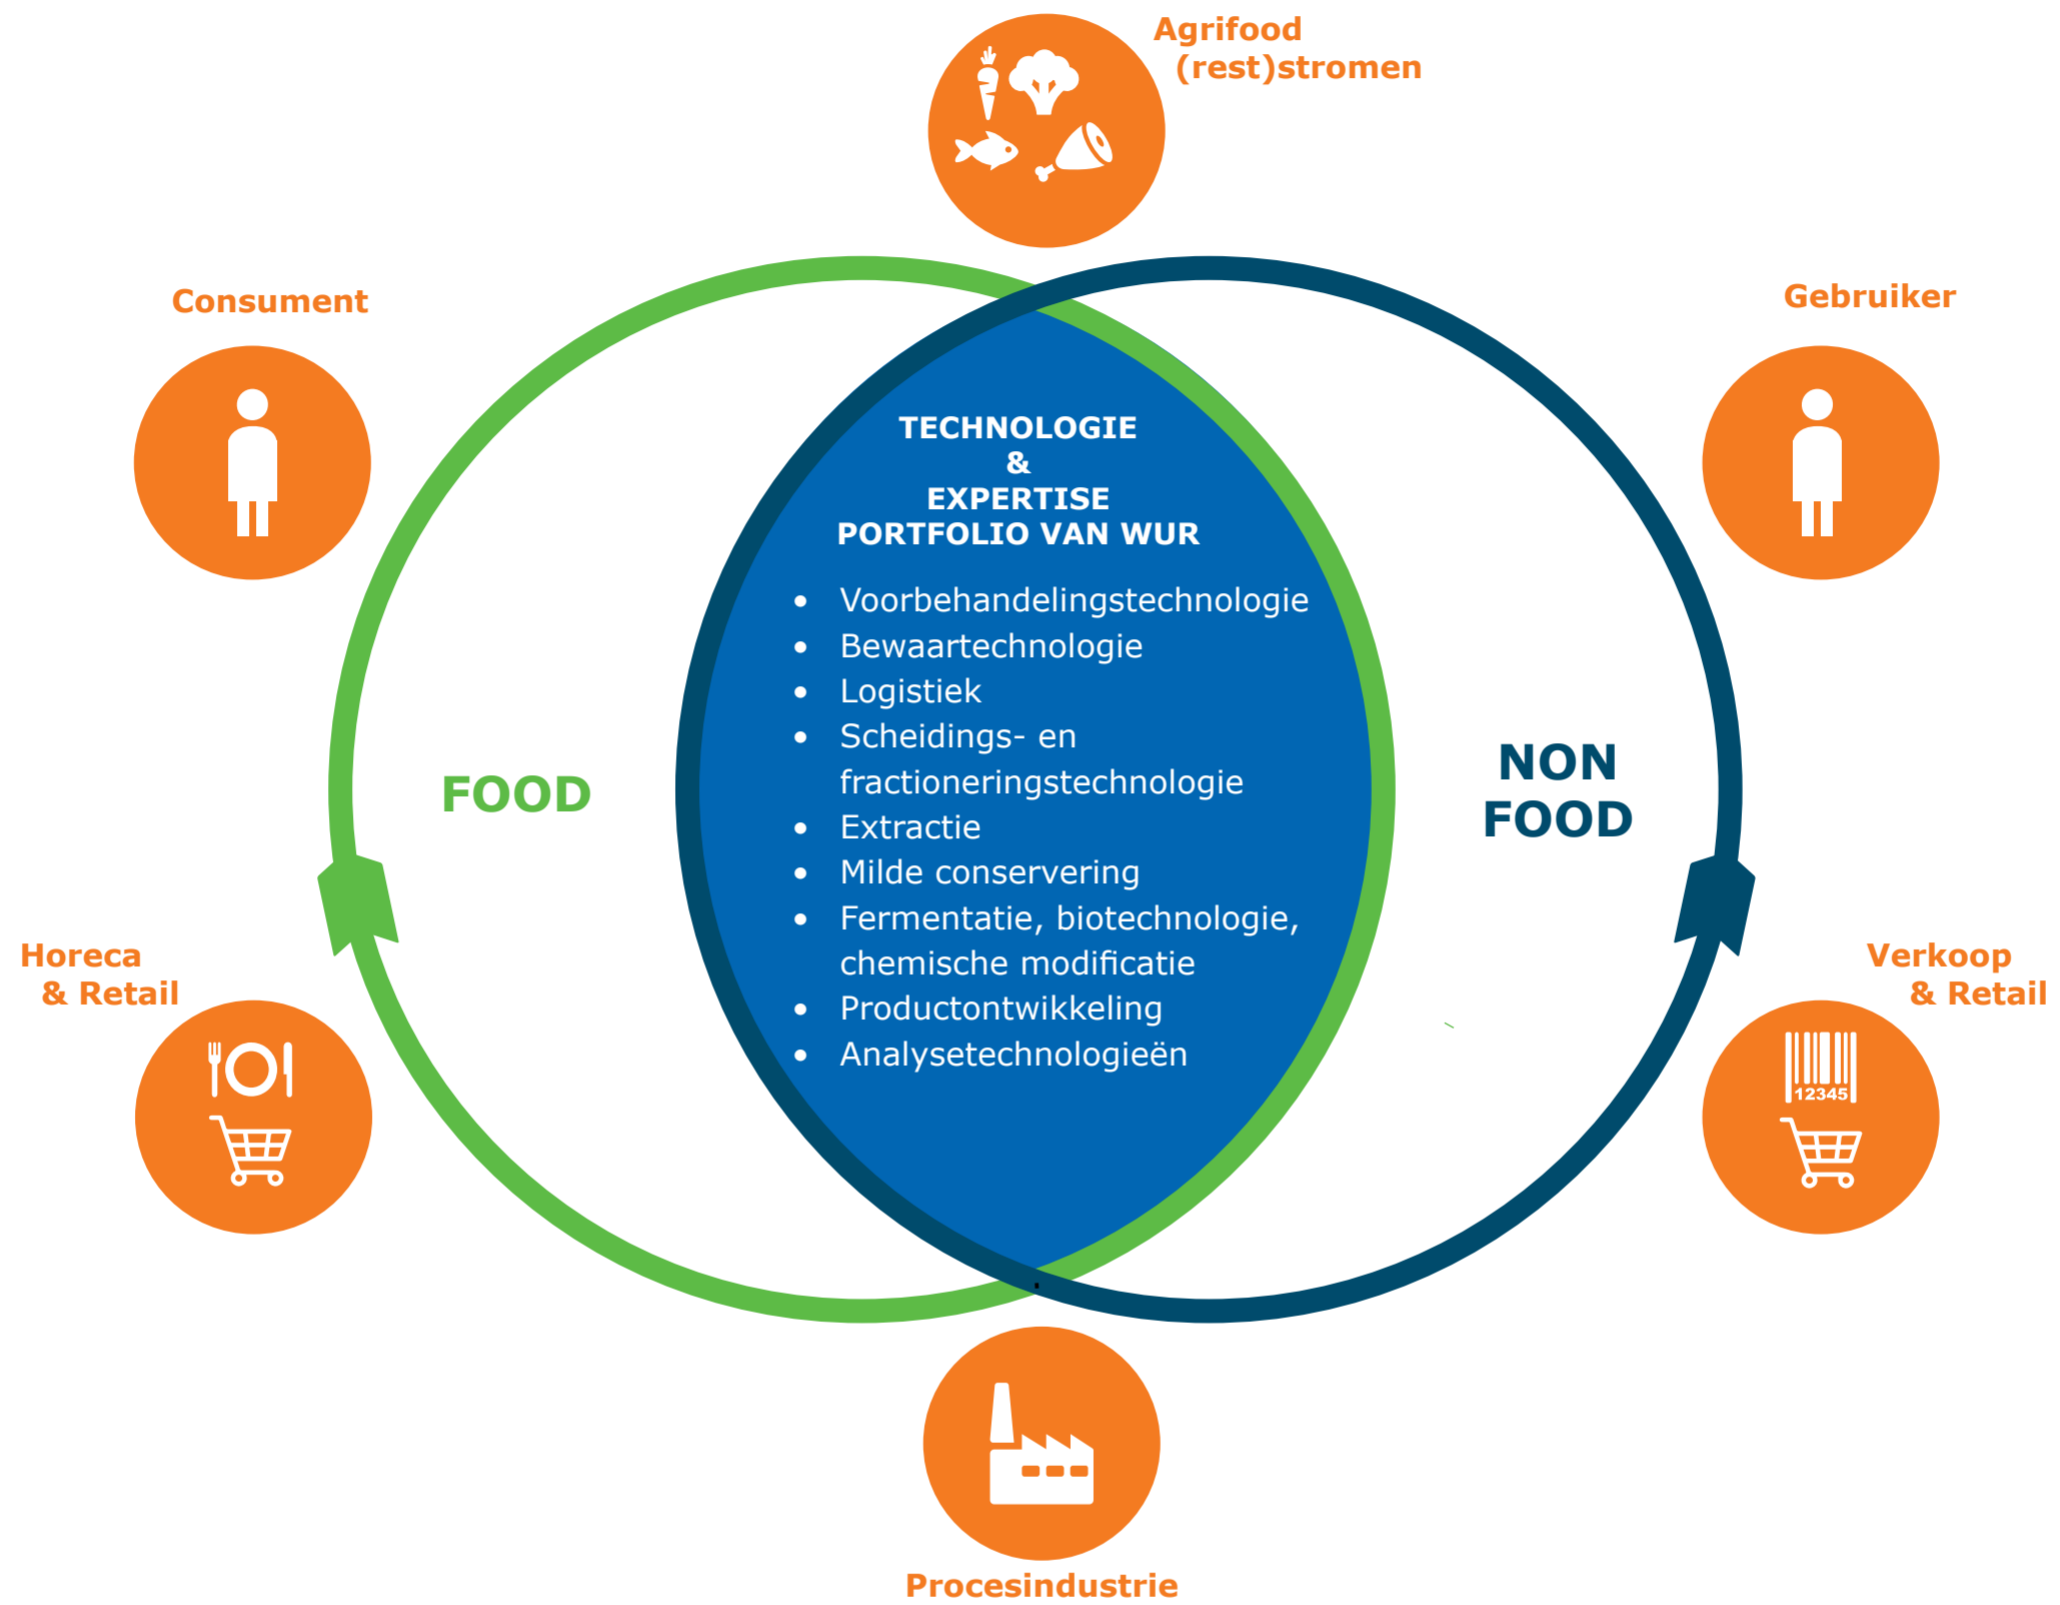 Agrifood
(rest)stromen
Consument
Gebruiker
TECHNOLOGIE
&
EXPERTISE
PORTFOLIO VAN WUR
• Voorbehandelingstechnologie
• Bewaartechnologie
• Logistiek
• Scheidings- en
fractioneringstechnologie
• Extractie
• Milde conservering
• Fermentatie, biotechnologie,
chemische modificatie
• Productontwikkeling
• Analysetechnologieën
FOOD
NON
FOOD
Horeca
& Retail
Verkoop
& Retail
12345
Procesindustrie